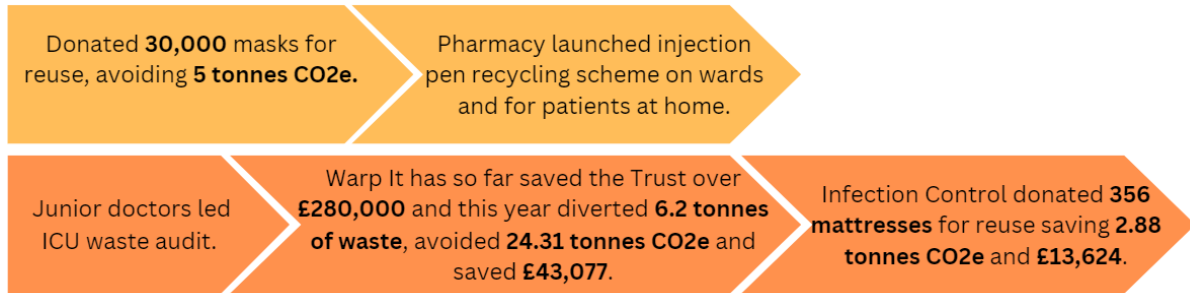 Donated 30,000 masks for
reuse, avoiding 5 tonnes CO2e.
Pharmacy launched injection
pen recycling scheme on wards
and for patients at home.
Junior doctors led
ICU waste audit.
Warp It has so far saved the Trust over
£280,000 and this year diverted 6.2 tonnes
of waste, avoided 24.31 tonnes CO2e and
saved £43,077.
Infection Control donated 356
mattresses for reuse saving 2.88
tonnes CO2e and £13,624.